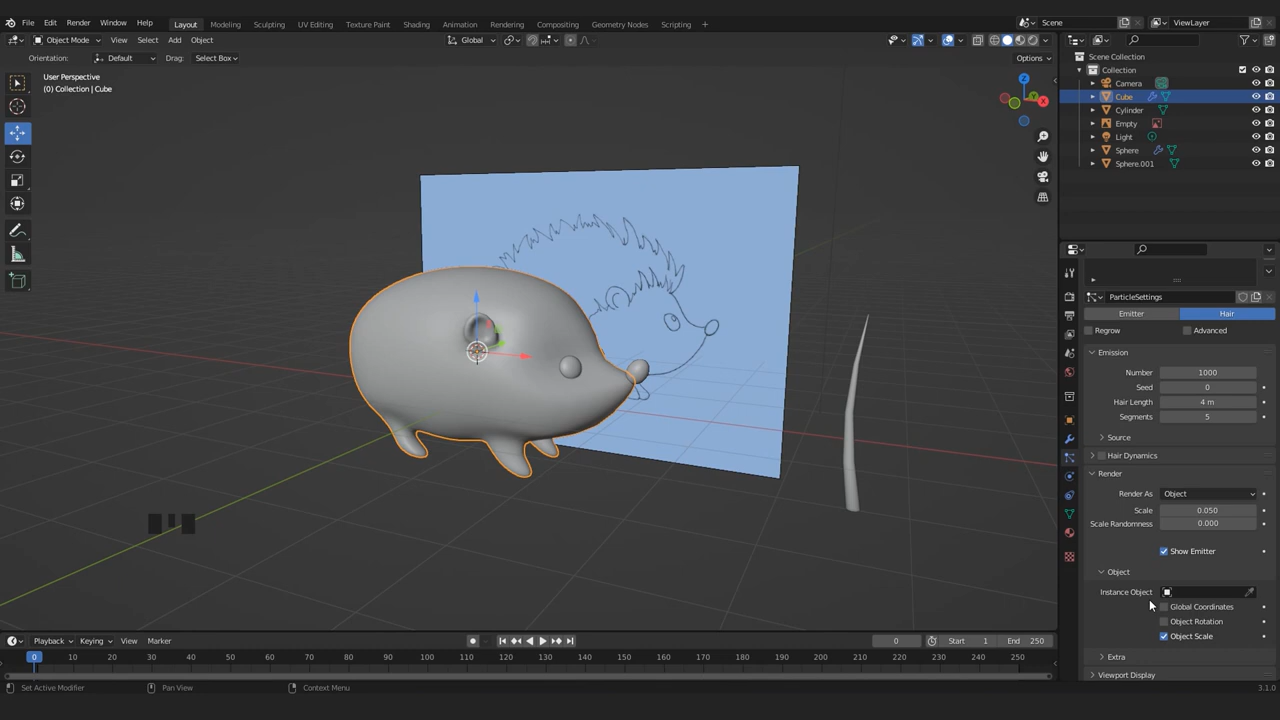 File Edit Render Window Help Layout Modeling Sculpting UV Editing Texture Paint Shading Animation Rendering Compositing Geometry Nodes Scripting + Scene ViewLayer
Object Mode View Select Add Object Global
Orientation: Default Drag: Select Box Options
User Perspective
(0) Collection | Cube
Z
X
Y
Scene Collection
Collection
Camera
Cube
Cylinder
Empty
Light
Sphere
Sphere.001
ParticleSettings
Emitter Hair
Regrow Advanced
Emission
Number 1000
Seed 0
Hair Length 4 m
Segments 5
Source
Hair Dynamics
Render
Render As Object
Scale 0.050
Scale Randomness 0.000
Show Emitter
Object
Instance Object
Global Coordinates
Object Rotation
Object Scale
Extra
Viewport Display
Playback Keying View Marker 0 Start 1 End 250
0 10 20 30 40 50 60 70 80 90 100 110 120 130 140 150 160 170 180 190 200 210 220 230 240 250
Set Active Modifier Pan View Context Menu 3.1.0